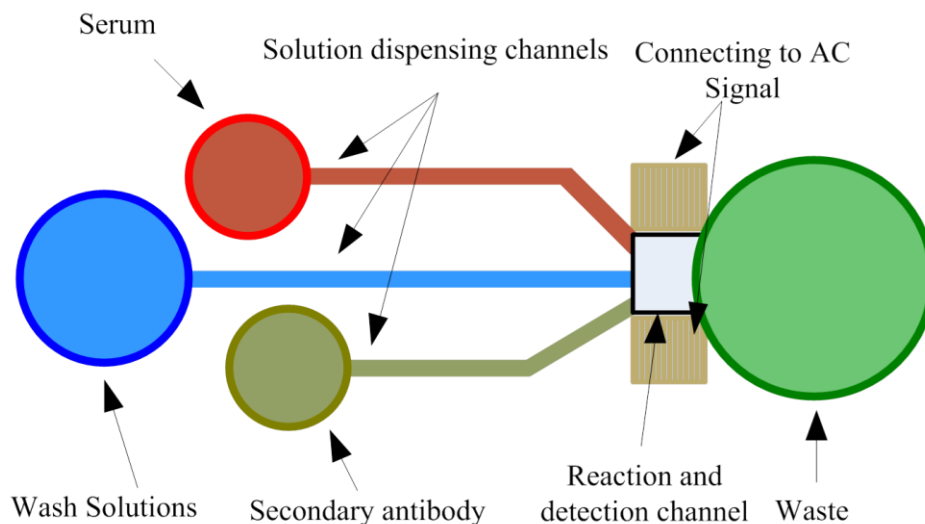 Serum
Solution dispensing channels
Connecting to AC
Signal
Wash Solutions
Secondary antibody
Reaction and
detection channel
Waste